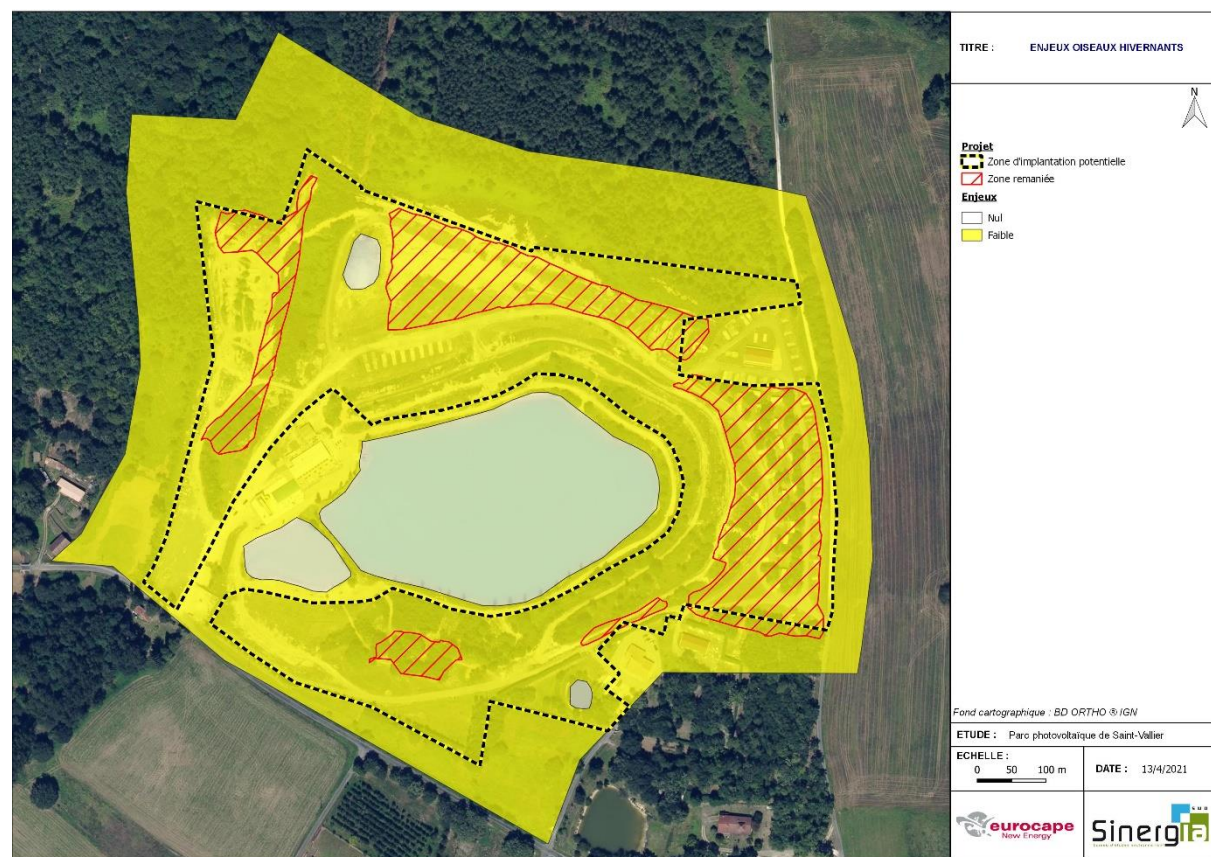 TITRE : ENJEUX OISEAUX HIVERNANTS
N
Projet
Zone d'implantation potentielle
Zone remaniée
Enjeux
Nul
Faible
Fond cartographique : BD ORTHO ® IGN
ETUDE : Parc photovoltaïque de Saint-Vallier
ECHELLE :
0 50 100 m
DATE : 13/4/2021
eurocape
New Energy
sud
Sinergia